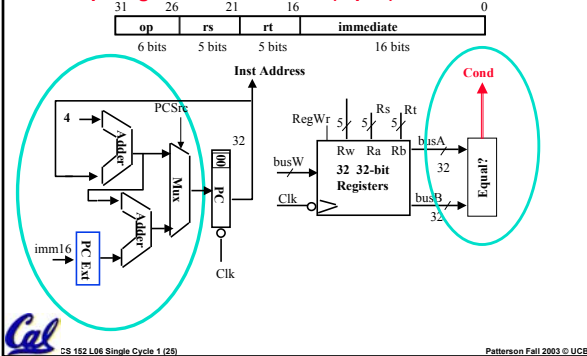 31 26 21 16 0
op rs rt immediate
6 bits 5 bits 5 bits 16 bits
Inst Address
Cond
PCSrc
4
Adder
32
RegWr 5 5 Rs 5 Rt
busA
Rw Ra Rb
busW
32
32 32-bit
Registers
Mux
00
PC
Equal?
Adder
Clk
busB
32
imm16
PC Ext
Clk
Cal
CS 152 L06 Single Cycle 1 (25)
Patterson Fall 2003 © UCB